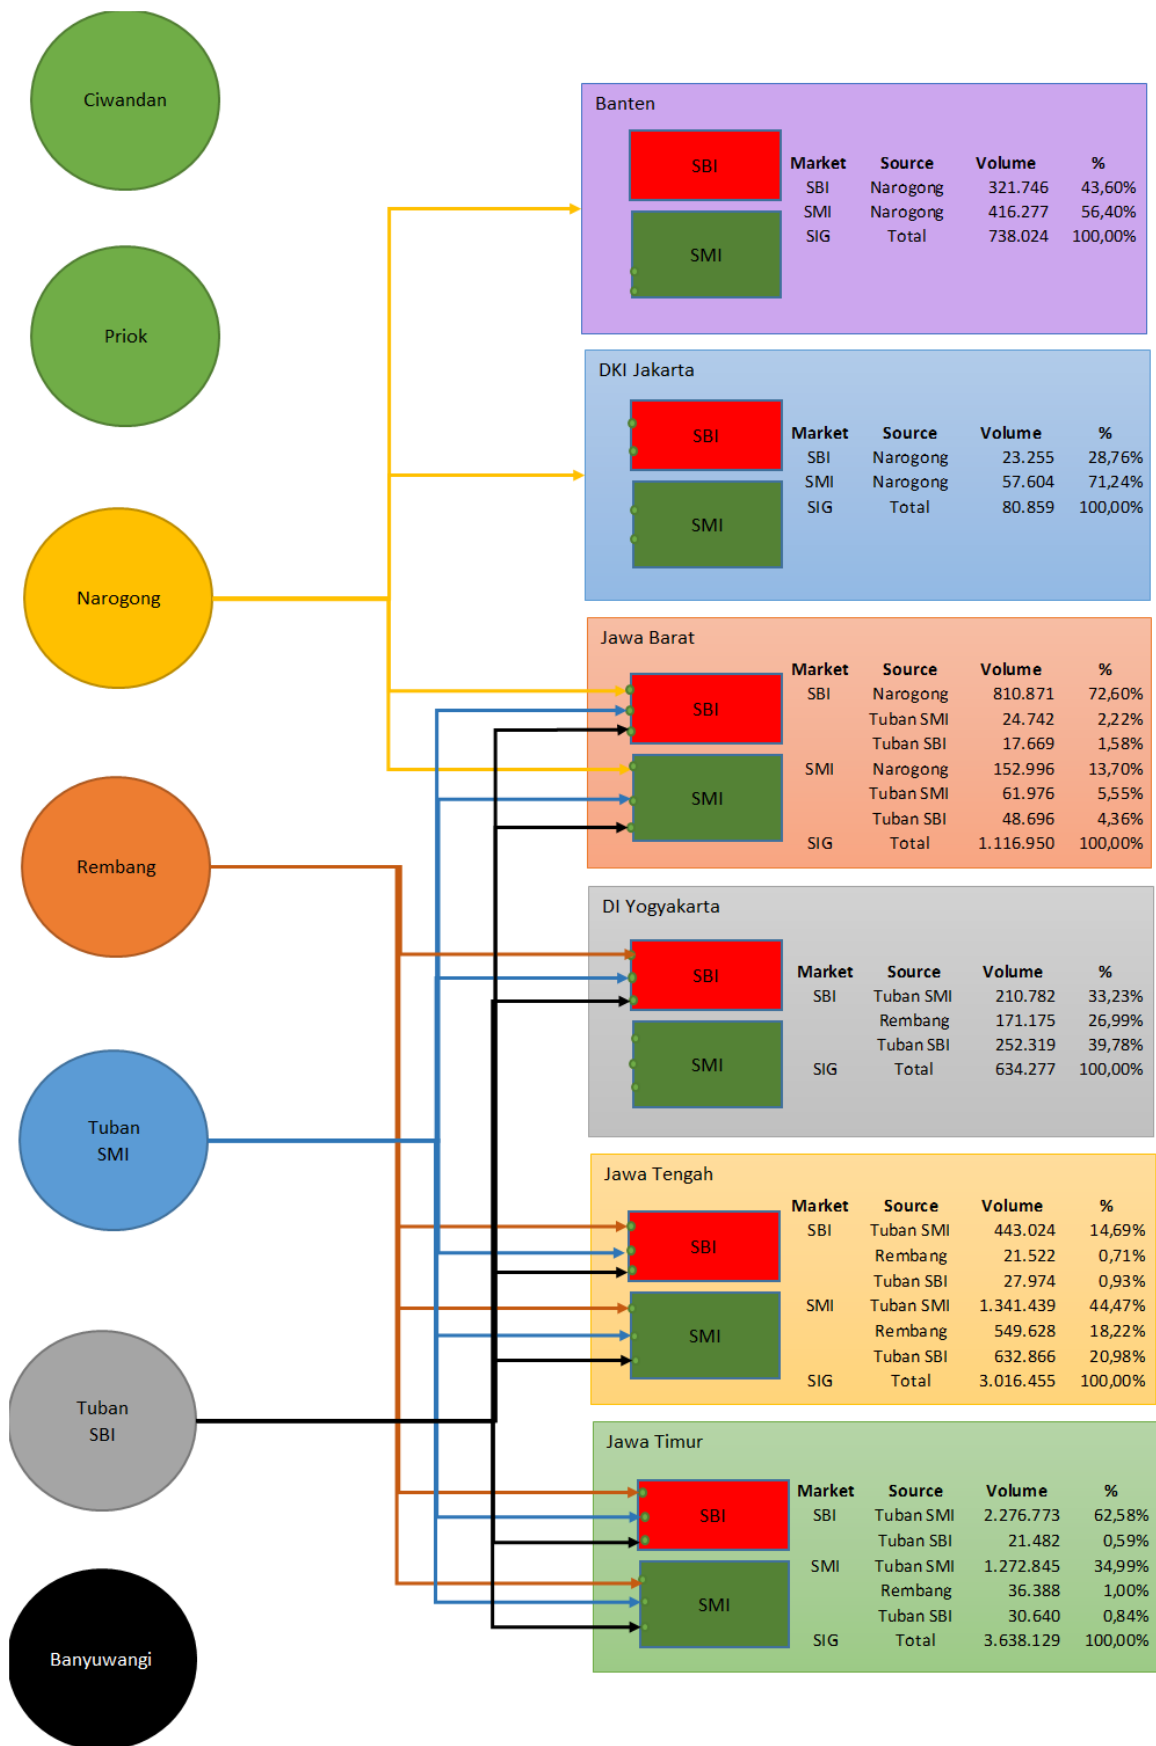 Ciwandan
Priok
Narogong
Rembang
Tuban
SMI
Tuban
SBI
Banyuwangi
Banten
SBI
SMI
Market Source Volume %
SBI Narogong 321.746 43,60%
SMI Narogong 416.277 56,40%
SIG Total 738.024 100,00%
DKI Jakarta
SBI
SMI
Market Source Volume %
SBI Narogong 23.255 28,76%
SMI Narogong 57.604 71,24%
SIG Total 80.859 100,00%
Jawa Barat
SBI
SMI
Market Source Volume %
SBI Narogong 810.871 72,60%
Tuban SMI 24.742 2,22%
Tuban SBI 17.669 1,58%
SMI Narogong 152.996 13,70%
Tuban SMI 61.976 5,55%
Tuban SBI 48.696 4,36%
SIG Total 1.116.950 100,00%
DI Yogyakarta
SBI
SMI
Market Source Volume %
SBI Tuban SMI 210.782 33,23%
Rembang 171.175 26,99%
Tuban SBI 252.319 39,78%
SIG Total 634.277 100,00%
Jawa Tengah
SBI
SMI
Market Source Volume %
SBI Tuban SMI 443.024 14,69%
Rembang 21.522 0,71%
Tuban SBI 27.974 0,93%
SMI Tuban SMI 1.341.439 44,47%
Rembang 549.628 18,22%
Tuban SBI 632.866 20,98%
SIG Total 3.016.455 100,00%
Jawa Timur
SBI
SMI
Market Source Volume %
SBI Tuban SMI 2.276.773 62,58%
Tuban SBI 21.482 0,59%
SMI Tuban SMI 1.272.845 34,99%
Rembang 36.388 1,00%
Tuban SBI 30.640 0,84%
SIG Total 3.638.129 100,00%